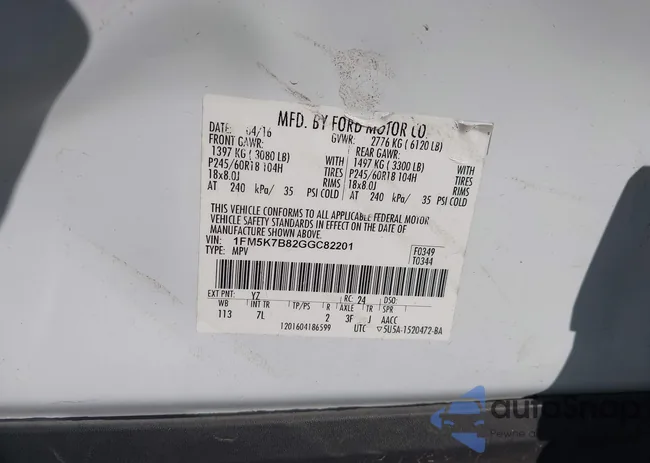 MFD. BY FORD MOTOR CO.
DATE: 04/16 GVWR: 2776 KG ( 6120 LB)
FRONT GAWR: REAR GAWR:
1397 KG ( 3080 LB) WITH 1497 KG ( 3300 LB) WITH
P245/60R18 104H TIRES P245/60R18 104H TIRES
18x8.0J RIMS 18x8.0J RIMS
AT 240 kPa/ 35 PSI COLD AT 240 kPa/ 35 PSI COLD
THIS VEHICLE CONFORMS TO ALL APPLICABLE FEDERAL MOTOR
VEHICLE SAFETY STANDARDS IN EFFECT ON THE DATE OF
MANUFACTURE SHOWN ABOVE.
VIN: 1FM5K7B82GGC82201 F0349
TYPE: MPV T0344
EXT PNT: YZ RC: 24 DSO:
WB INT TR TP/PS R AXLE TR SPR
113 7L 2 3F J AACC
1201604186599 UTC ▽5USA-1520472-BA
autoSnap
Pewne auto